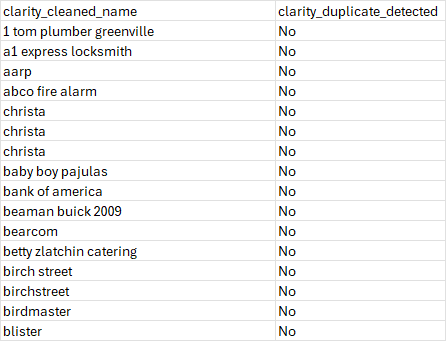 clarity_cleaned_name clarity_duplicate_detected
1 tom plumber greenville No
a1 express locksmith No
aarp No
abco fire alarm No
christa No
christa No
christa No
baby boy pajulas No
bank of america No
beaman buick 2009 No
bearcom No
betty zlatchin catering No
birch street No
birchstreet No
birdmaster No
blister No